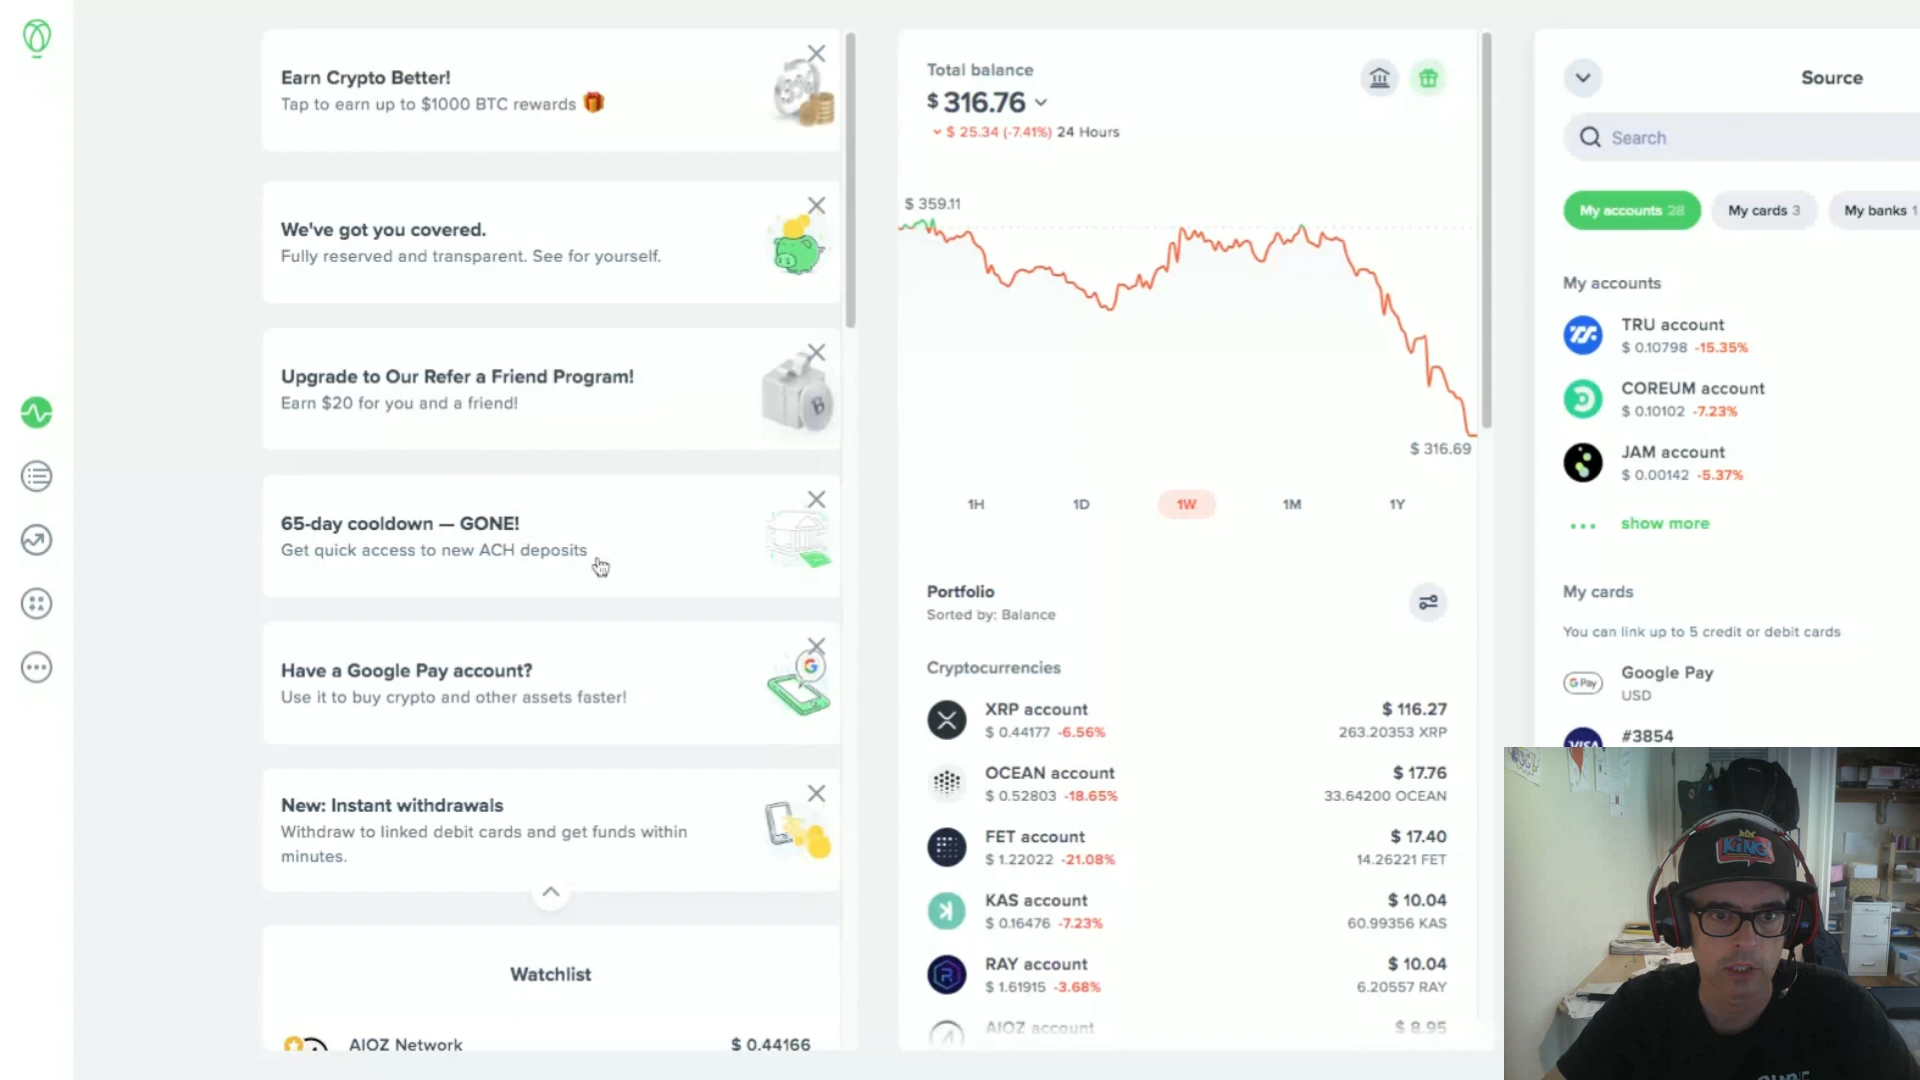 Earn Crypto Better!
Tap to earn up to $1000 BTC rewards
We've got you covered.
Fully reserved and transparent. See for yourself.
Upgrade to Our Refer a Friend Program!
Earn $20 for you and a friend!
65-day cooldown — GONE!
Get quick access to new ACH deposits
Have a Google Pay account?
Use it to buy crypto and other assets faster!
New: Instant withdrawals
Withdraw to linked debit cards and get funds within
minutes.
Watchlist
AIOZ Network $ 0.44166
Total balance
$ 316.76
$ 25.34 (-7.41%) 24 Hours
$ 359.11
$ 316.69
1H 1D 1W 1M 1Y
Portfolio
Sorted by: Balance
Cryptocurrencies
XRP account $ 116.27
$ 0.44177 -6.56% 263.20353 XRP
OCEAN account $ 17.76
$ 0.52803 -18.65% 33.64200 OCEAN
FET account $ 17.40
$ 1.22022 -21.08% 14.26221 FET
KAS account $ 10.04
$ 0.16476 -7.23% 60.99356 KAS
RAY account $ 10.04
$ 1.61915 -3.68% 6.20557 RAY
AIOZ account $ 8.95
Source
Search
My accounts 28 My cards 3 My banks 1
My accounts
TRU account
$ 0.10798 -15.35%
COREUM account
$ 0.10102 -7.23%
JAM account
$ 0.00142 -5.37%
show more
My cards
You can link up to 5 credit or debit cards
G Pay
Google Pay
USD
VISA
#3854
KING